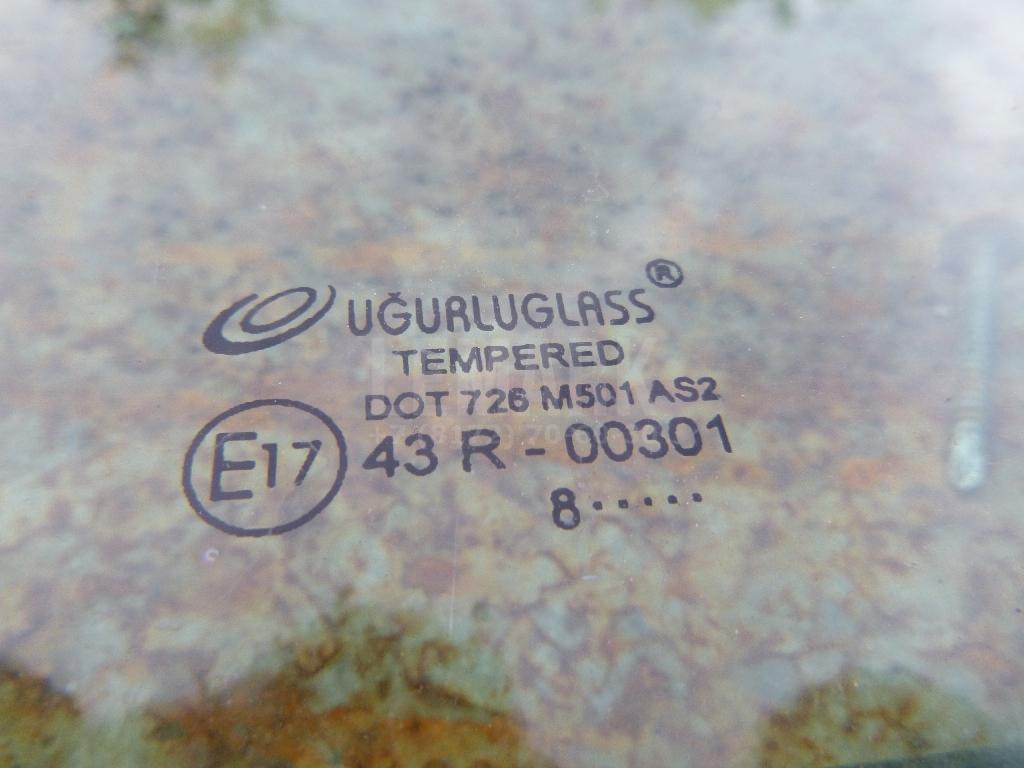 UĞURLUGLASS®
TEMPERED
DOT 726 M501 AS2
E17 43 R - 00301
8·····